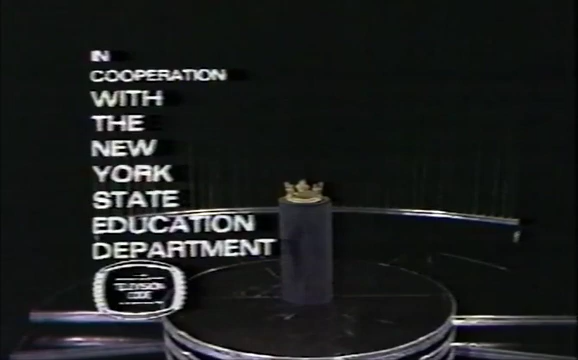 IN
COOPERATION
WITH
THE
NEW
YORK
STATE
EDUCATION
DEPARTMENT
TELEVISION
CODE